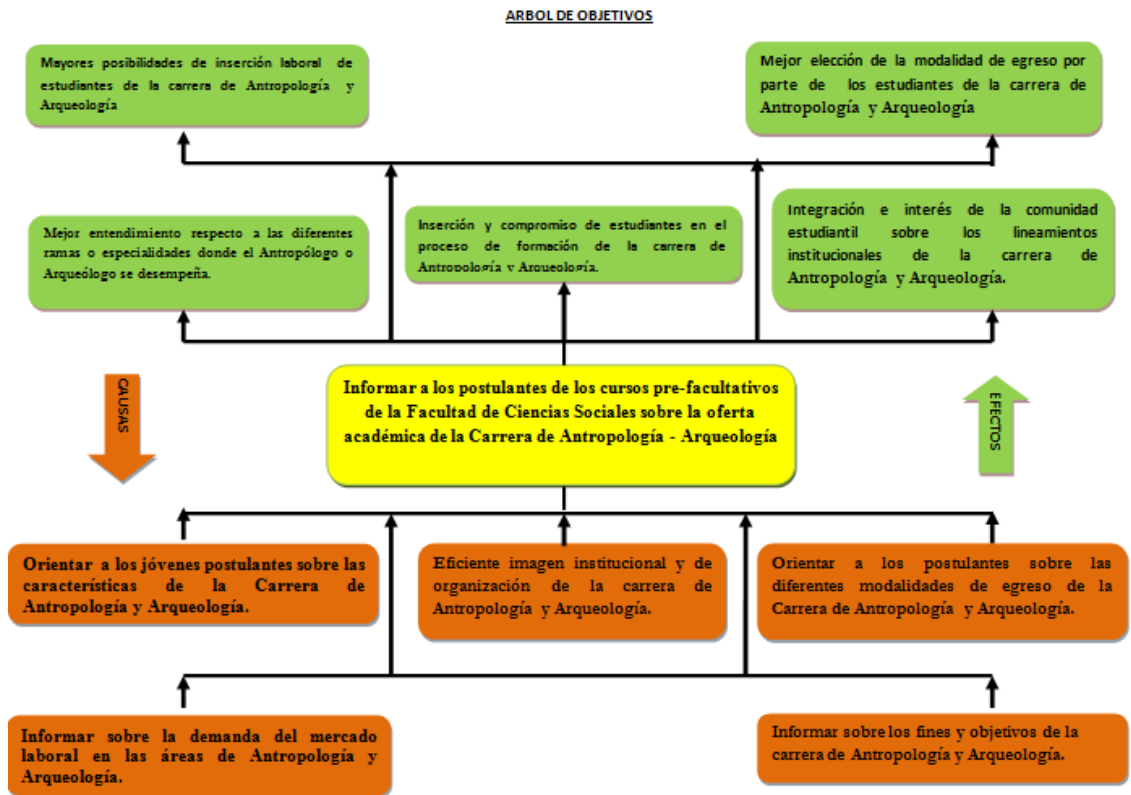 ARBOL DE OBJETIVOS
Mayores posibilidades de inserción laboral de
estudiantes de la carrera de Antropología y
Arqueología
Mejor elección de la modalidad de egreso por
parte de los estudiantes de la carrera de
Antropología y Arqueología
Mejor entendimiento respecto a las diferentes
ramas o especialidades donde el Antropólogo o
Arqueólogo se desempeña.
Inserción y compromiso de estudiantes en el
proceso de formación de la carrera de
Antropología y Arqueología.
Integración e interés de la comunidad
estudiantil sobre los lineamientos
institucionales de la carrera de
Antropología y Arqueología.
CAUSAS
Informar a los postulantes de los cursos pre-facultativos
de la Facultad de Ciencias Sociales sobre la oferta
académica de la Carrera de Antropología - Arqueología
EFECTOS
Orientar a los jóvenes postulantes sobre las
características de la Carrera de
Antropología y Arqueología.
Eficiente imagen institucional y de
organización de la carrera de
Antropología y Arqueología.
Orientar a los postulantes sobre las
diferentes modalidades de egreso de la
Carrera de Antropología y Arqueología.
Informar sobre la demanda del mercado
laboral en las áreas de Antropología y
Arqueología.
Informar sobre los fines y objetivos de la
carrera de Antropología y Arqueología.